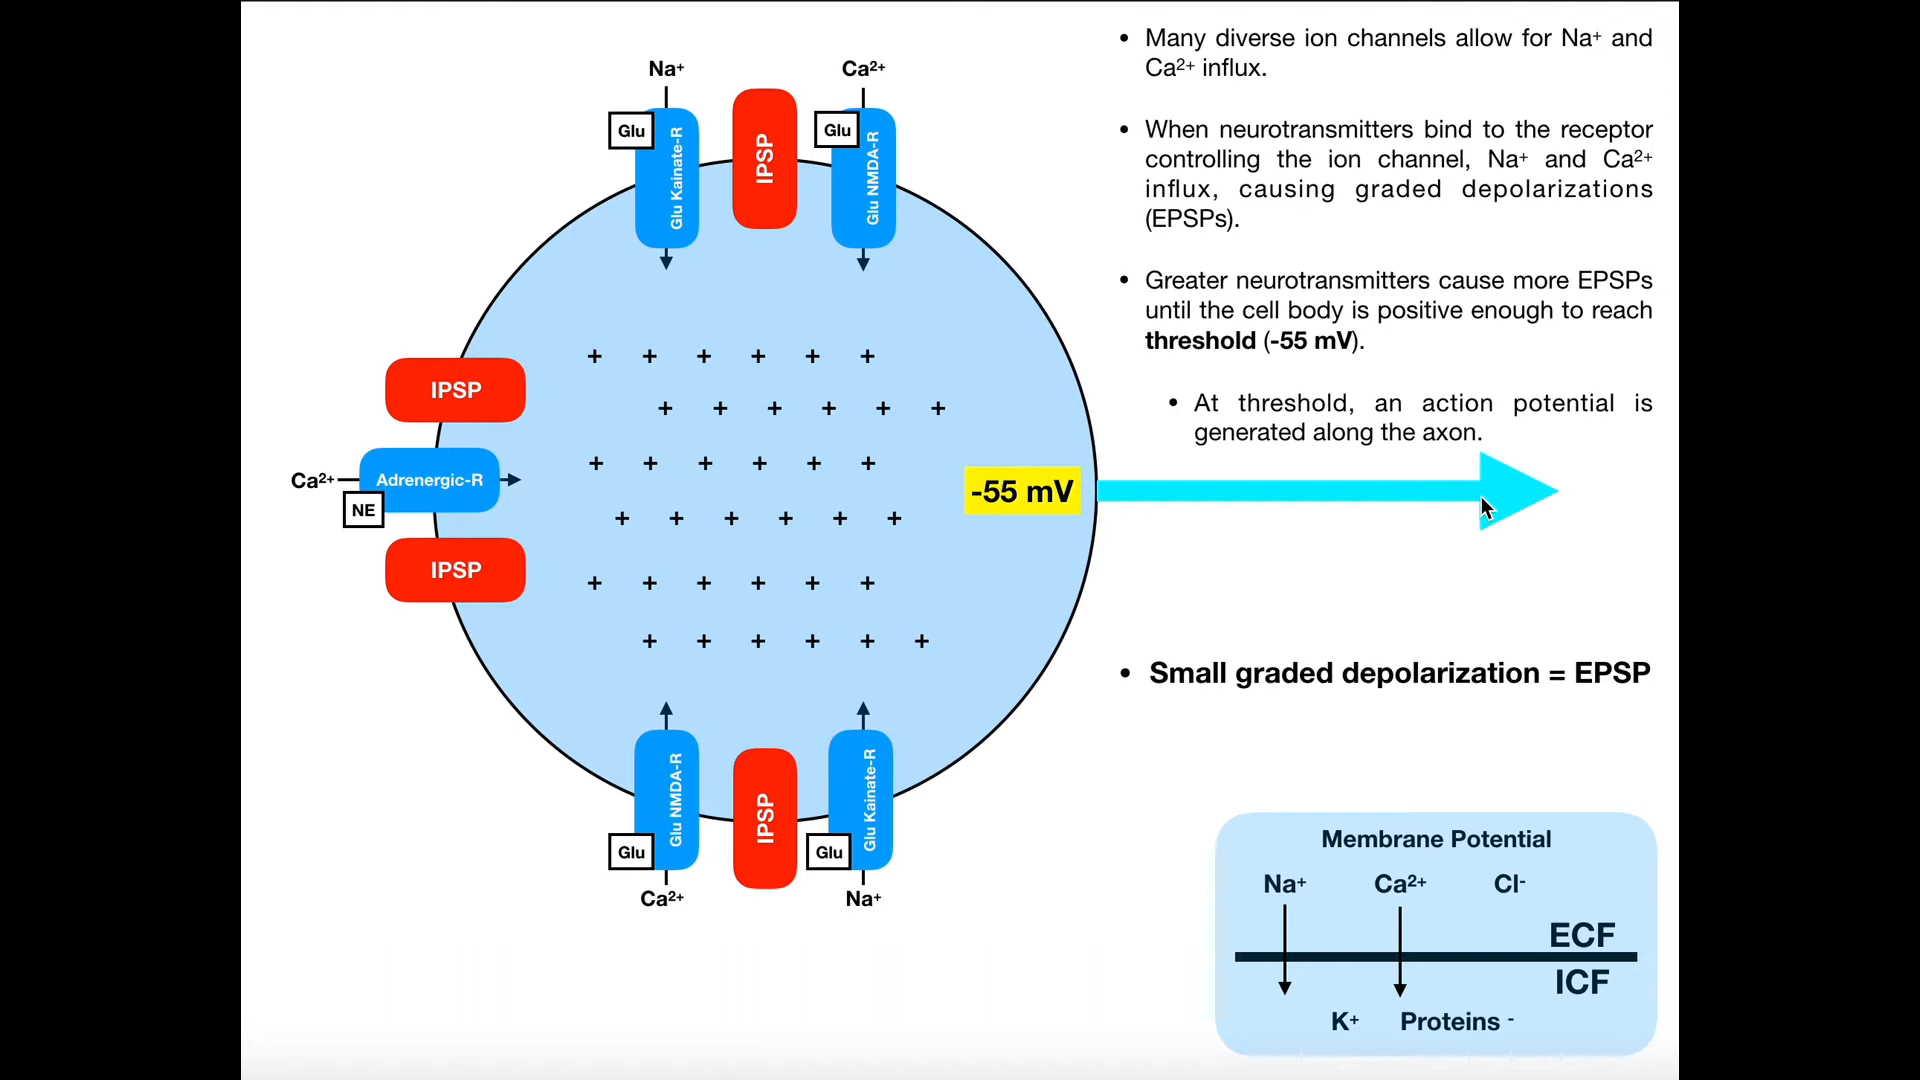 • Many diverse ion channels allow for Na⁺ and
Ca²⁺ influx.
• When neurotransmitters bind to the receptor
controlling the ion channel, Na⁺ and Ca²⁺
influx, causing graded depolarizations
(EPSPs).
• Greater neurotransmitters cause more EPSPs
until the cell body is positive enough to reach
threshold (-55 mV).
• At threshold, an action potential is
generated along the axon.
• Small graded depolarization = EPSP
Na⁺
Ca²⁺
Glu
Glu Kainate-R
IPSP
Glu
Glu NMDA-R
+ + + + + +
+ + + + + +
+ + + + + +
+ + + + + +
+ + + + + +
+ + + + + +
IPSP
Ca²⁺
Adrenergic-R
NE
IPSP
-55 mV
Glu NMDA-R
Glu
Ca²⁺
IPSP
Glu Kainate-R
Glu
Na⁺
Membrane Potential
Na⁺ Ca²⁺ Cl⁻
ECF
ICF
K⁺ Proteins ⁻